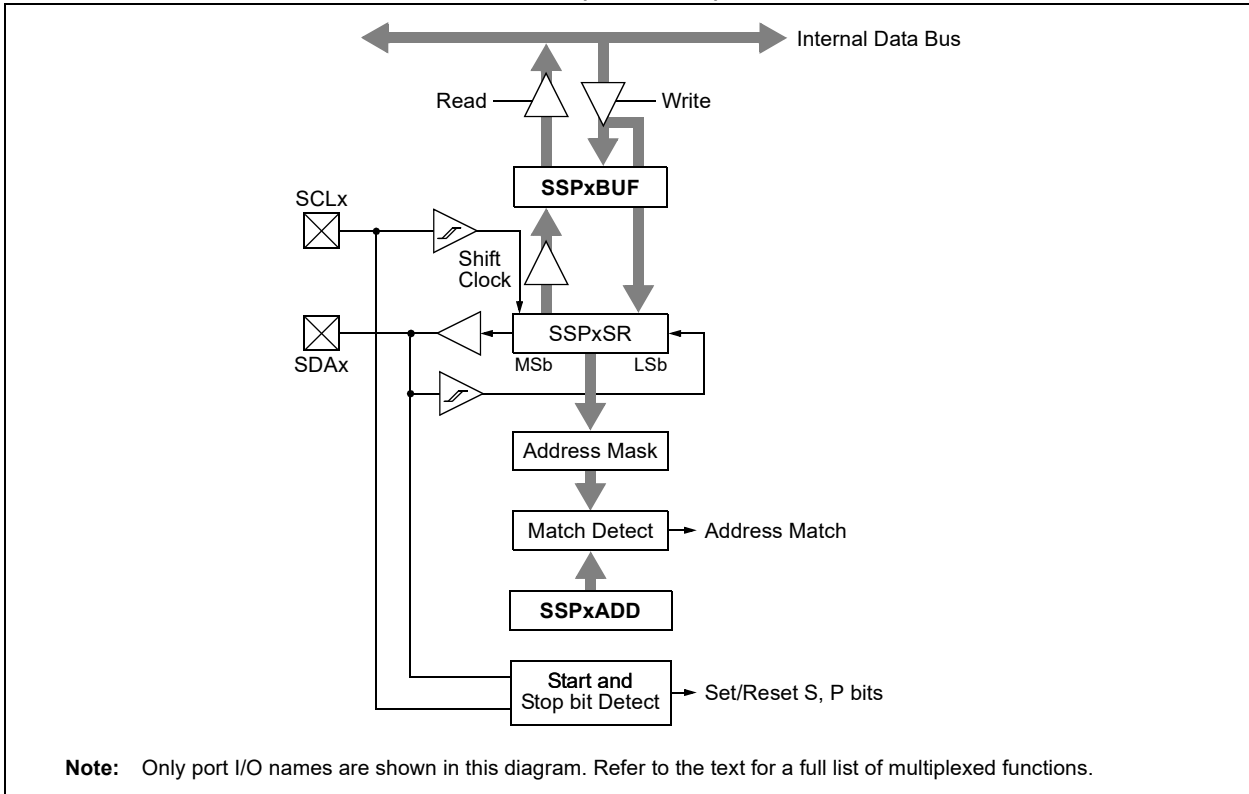 Internal Data Bus
Read
Write
SSPxBUF
SCLx
Shift
Clock
SSPxSR
SDAx
MSb
LSb
Address Mask
Match Detect
Address Match
SSPxADD
Start and
Stop bit Detect
Set/Reset S, P bits
Note: Only port I/O names are shown in this diagram. Refer to the text for a full list of multiplexed functions.